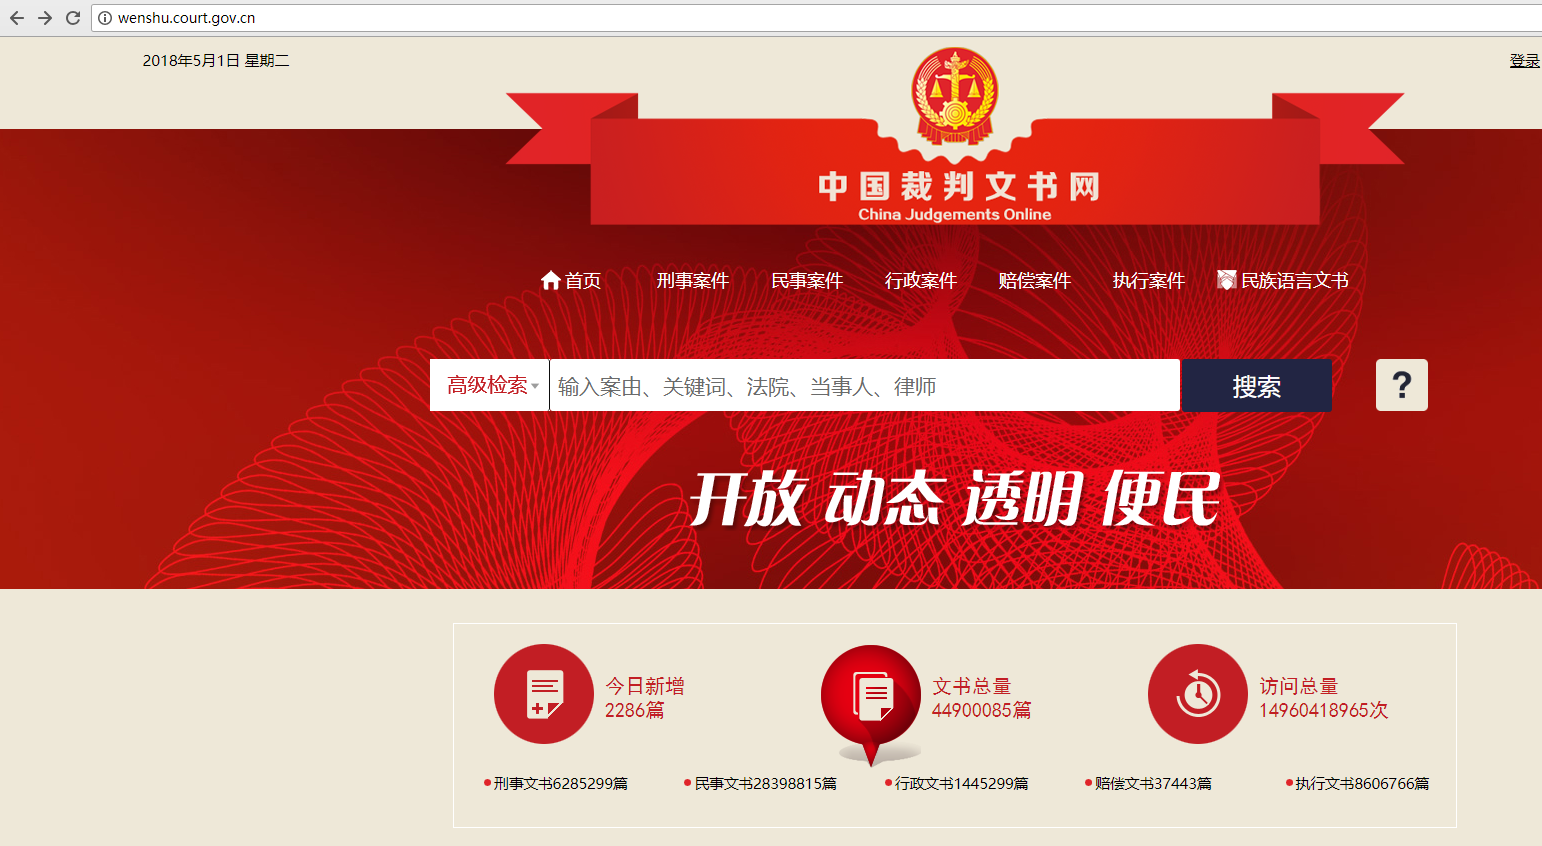 wenshu.court.gov.cn
2018年5月1日 星期二
登录
中国裁判文书网
China Judgements Online
首页 刑事案件 民事案件 行政案件 赔偿案件 执行案件 民族语言文书
高级检索 输入案由、关键词、法院、当事人、律师 搜索 ?
开放 动态 透明 便民
今日新增 文书总量 访问总量
2286篇 44900085篇 14960418965次
刑事文书6285299篇 民事文书28398815篇 行政文书1445299篇 赔偿文书37443篇 执行文书8606766篇